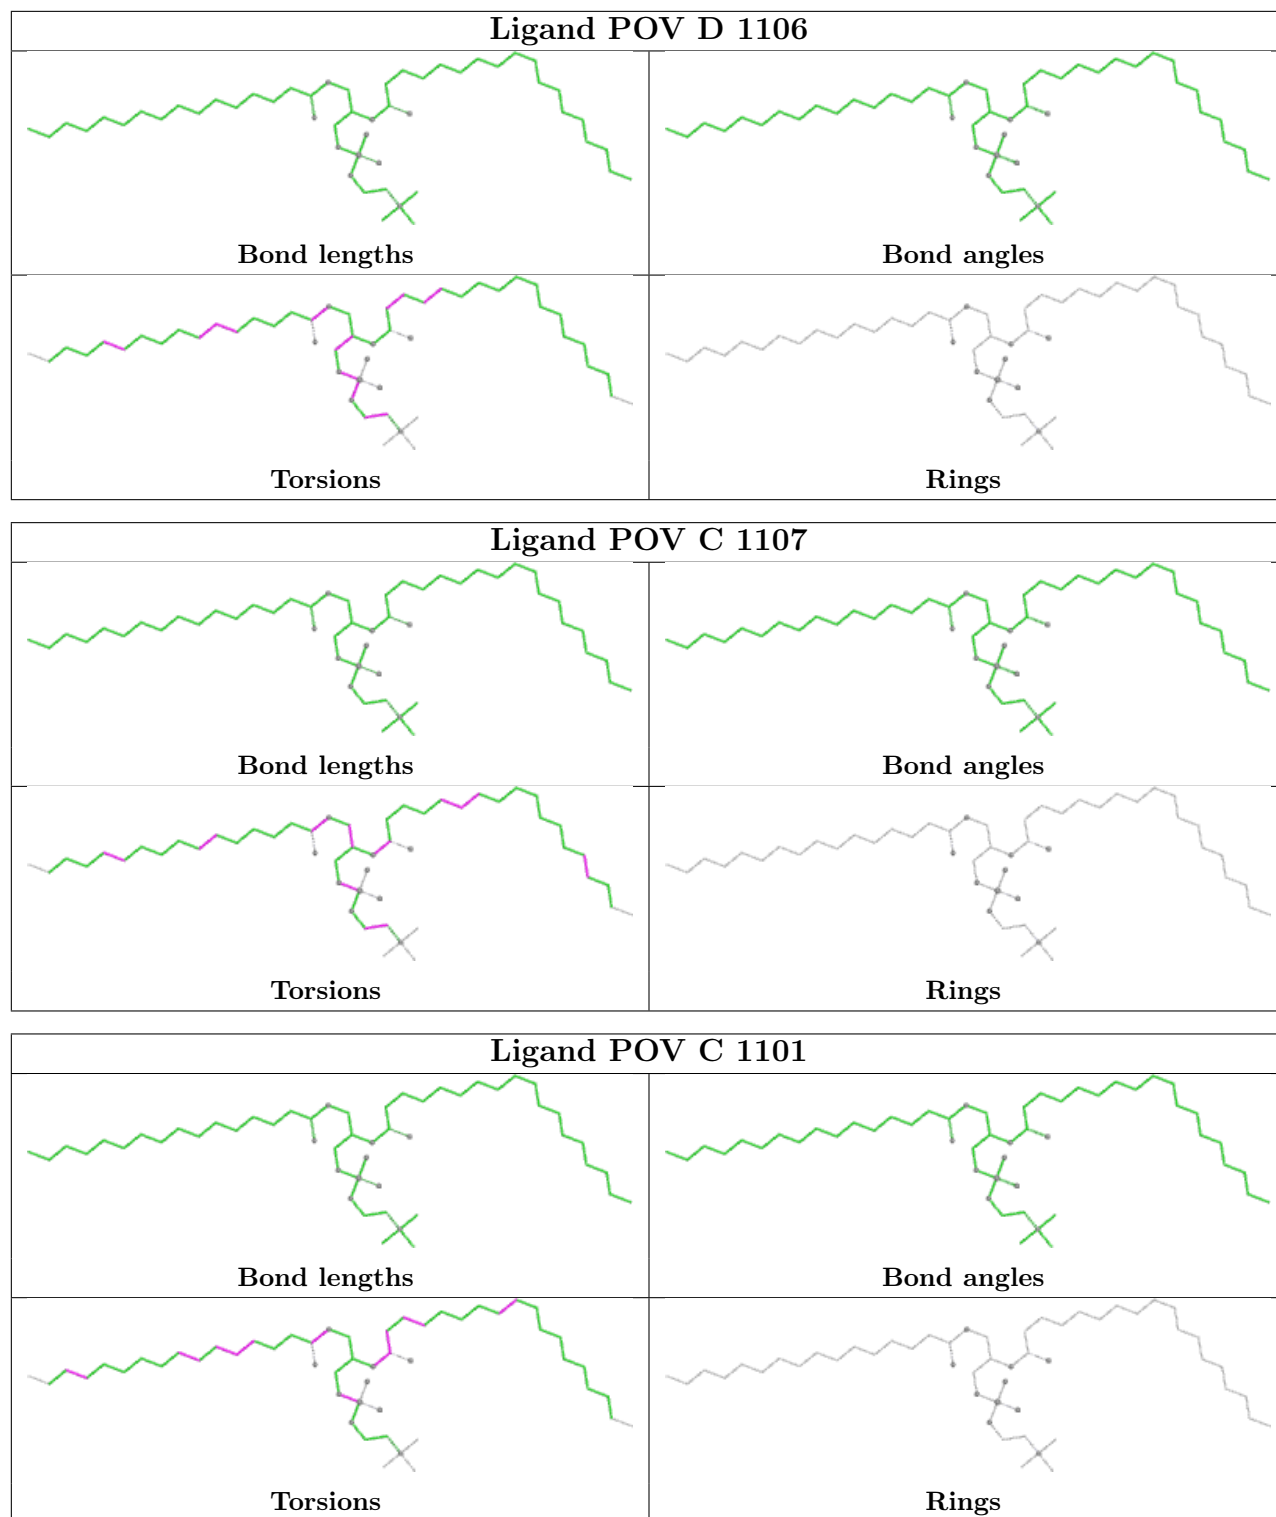 Ligand POV D 1106
Bond lengths
Bond angles
Torsions
Rings
Ligand POV C 1107
Bond lengths
Bond angles
Torsions
Rings
Ligand POV C 1101
Bond lengths
Bond angles
Torsions
Rings